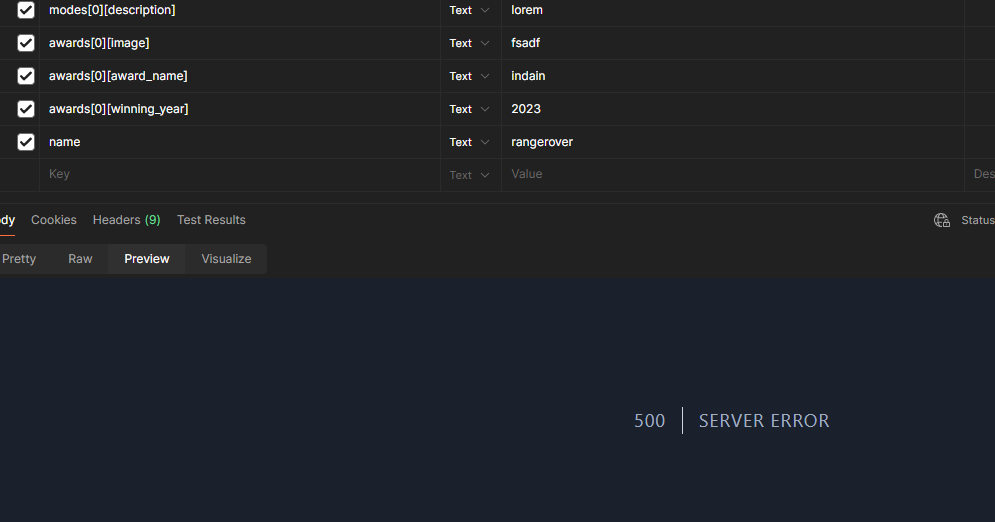 modes[0][description] Text lorem
awards[0][image] Text fsadf
awards[0][award_name] Text indain
awards[0][winning_year] Text 2023
name Text rangerover
Key Text Value Des
dy Cookies Headers (9) Test Results Status
Pretty Raw Preview Visualize
500 SERVER ERROR